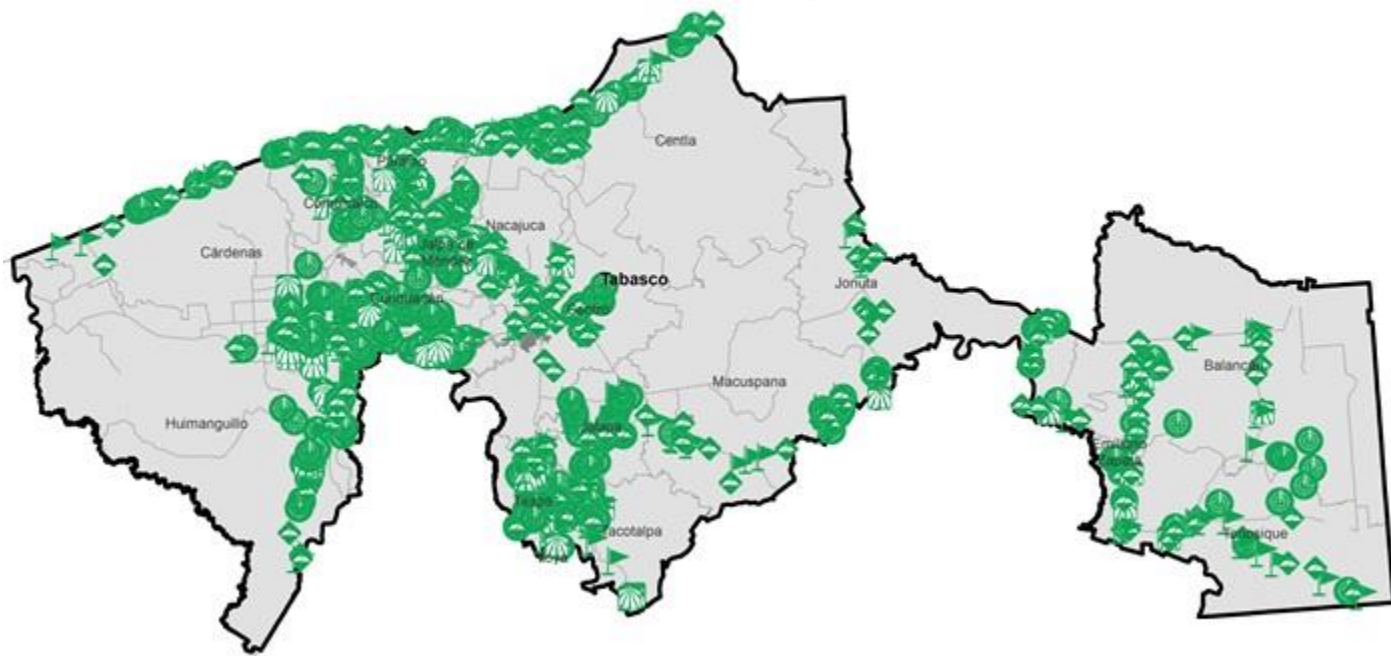 Centla
Paraíso
Comalcalco
Nacajuca
Jalpa de
Méndez
Cárdenas
Tabasco
Jonuta
Cunduacán
Centro
Balancán
Macuspana
Huimanguillo
Jalapa
Emiliano
Zapata
Teapa
Tacotalpa
Tenosique